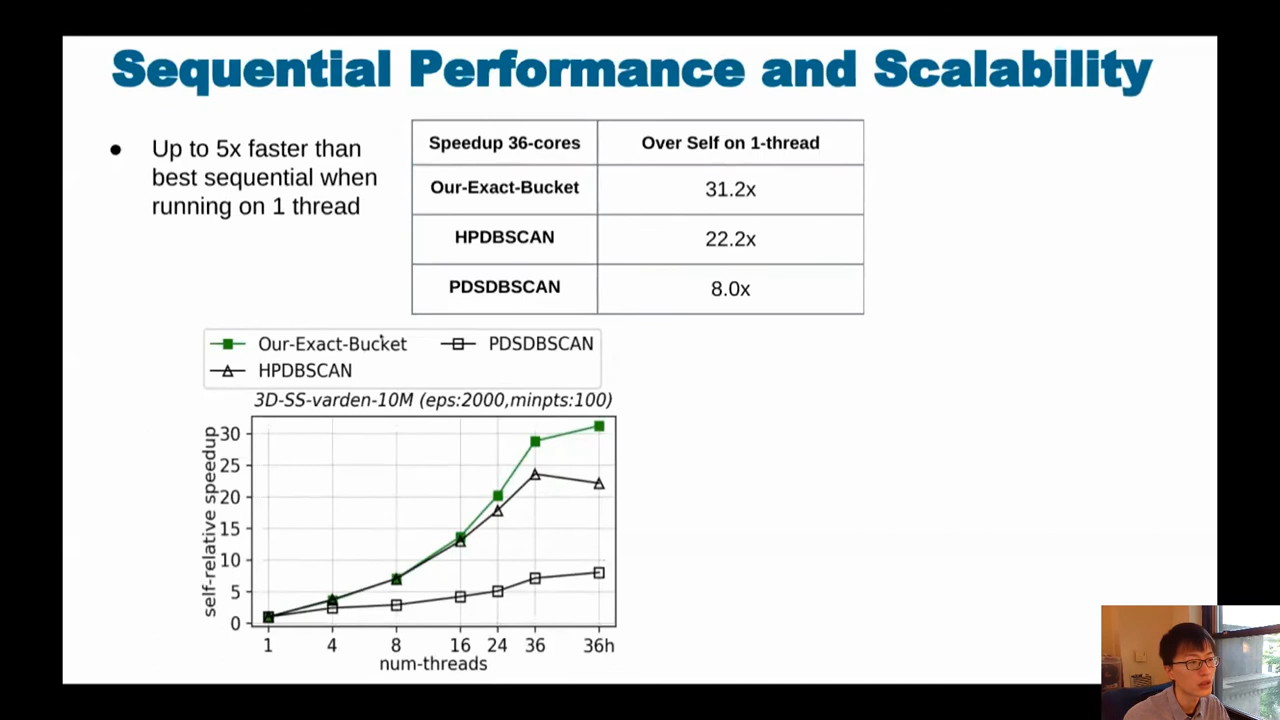 Sequential Performance and Scalability
● Up to 5x faster than
best sequential when
running on 1 thread
Speedup 36-cores Over Self on 1-thread
Our-Exact-Bucket 31.2x
HPDBSCAN 22.2x
PDSDBSCAN 8.0x
Our-Exact-Bucket PDSDBSCAN
HPDBSCAN
3D-SS-varden-10M (eps:2000,minpts:100)
self-relative speedup
30
25
20
15
10
5
0
1 4 8 16 24 36 36h
num-threads